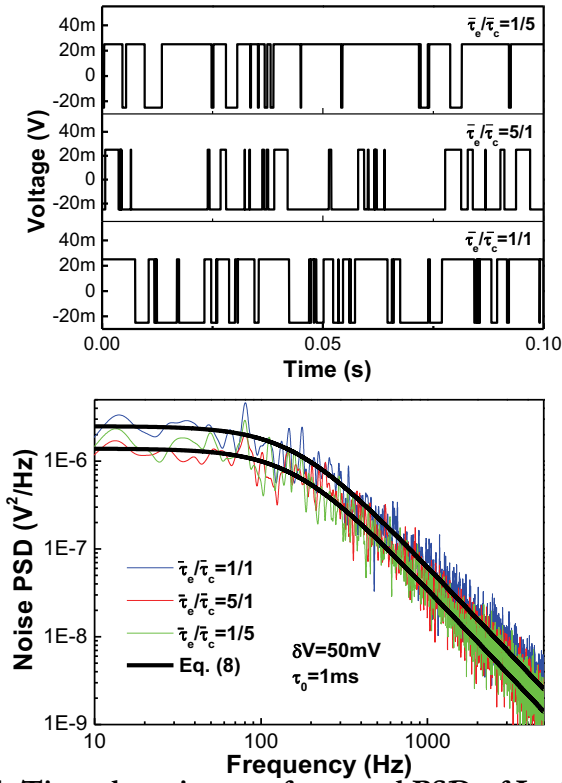 40m
20m
0
-20m
τ̄e/τ̄c=1/5
40m
20m
0
-20m
τ̄e/τ̄c=5/1
40m
20m
0
-20m
τ̄e/τ̄c=1/1
Voltage (V)
0.00 0.05 0.10
Time (s)
1E-6
1E-7
1E-8
1E-9
Noise PSD (V²/Hz)
τ̄e/τ̄c=1/1
τ̄e/τ̄c=5/1
τ̄e/τ̄c=1/5
Eq. (8)
δV=50mV
τ0=1ms
10 100 1000
Frequency (Hz)